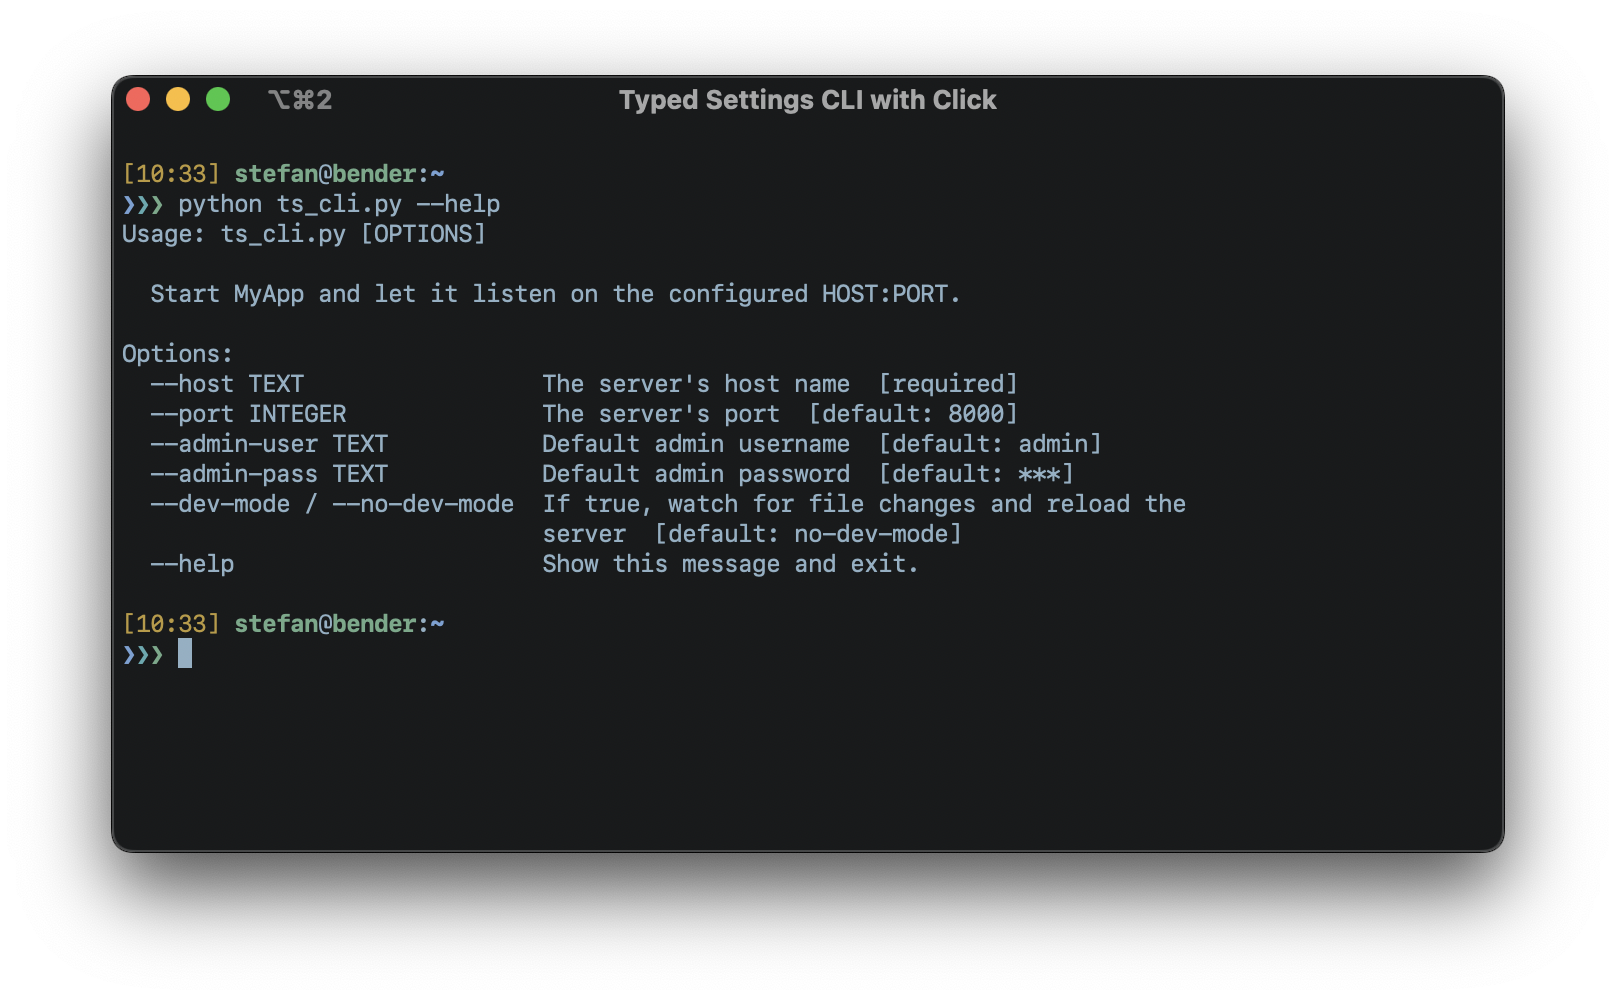 ⌥⌘2 Typed Settings CLI with Click
[10:33] stefan@bender:~
❯❯❯ python ts_cli.py --help
Usage: ts_cli.py [OPTIONS]
Start MyApp and let it listen on the configured HOST:PORT.
Options:
--host TEXT The server's host name [required]
--port INTEGER The server's port [default: 8000]
--admin-user TEXT Default admin username [default: admin]
--admin-pass TEXT Default admin password [default: ***]
--dev-mode / --no-dev-mode If true, watch for file changes and reload the
server [default: no-dev-mode]
--help Show this message and exit.
[10:33] stefan@bender:~
❯❯❯